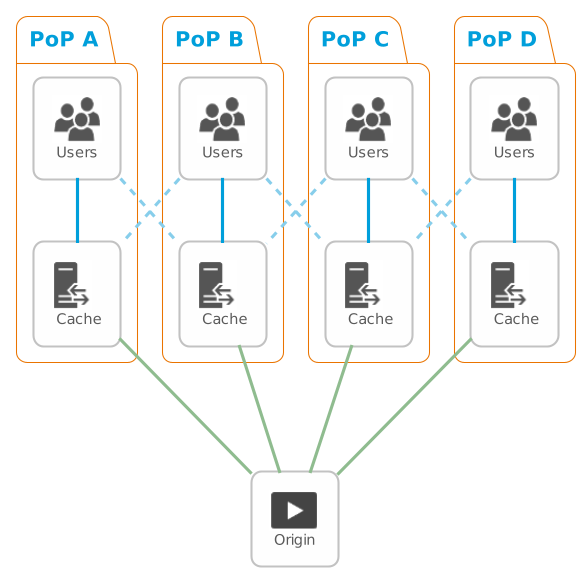 PoP A
PoP B
PoP C
PoP D
Users
Users
Users
Users
Cache
Cache
Cache
Cache
Origin